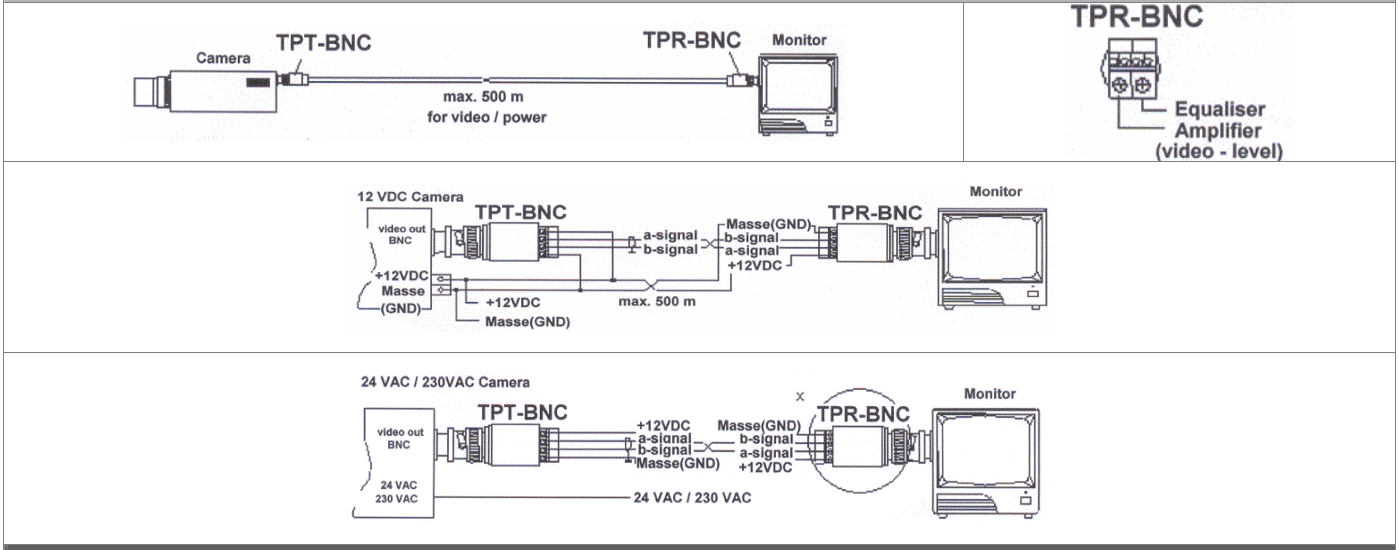 TPT-BNC
Camera
max. 500 m
for video / power
TPR-BNC
Monitor
TPR-BNC
Equaliser
Amplifier
(video - level)
12 VDC Camera
video out
BNC
+12VDC
Masse
(GND)
TPT-BNC
+12VDC
Masse(GND)
a-signal
b-signal
max. 500 m
Masse(GND)
b-signal
a-signal
+12VDC
TPR-BNC
Monitor
24 VAC / 230VAC Camera
video out
BNC
24 VAC
230 VAC
TPT-BNC
+12VDC
a-signal
b-signal
Masse(GND)
24 VAC / 230 VAC
x
Masse(GND)
b-signal
a-signal
+12VDC
TPR-BNC
Monitor